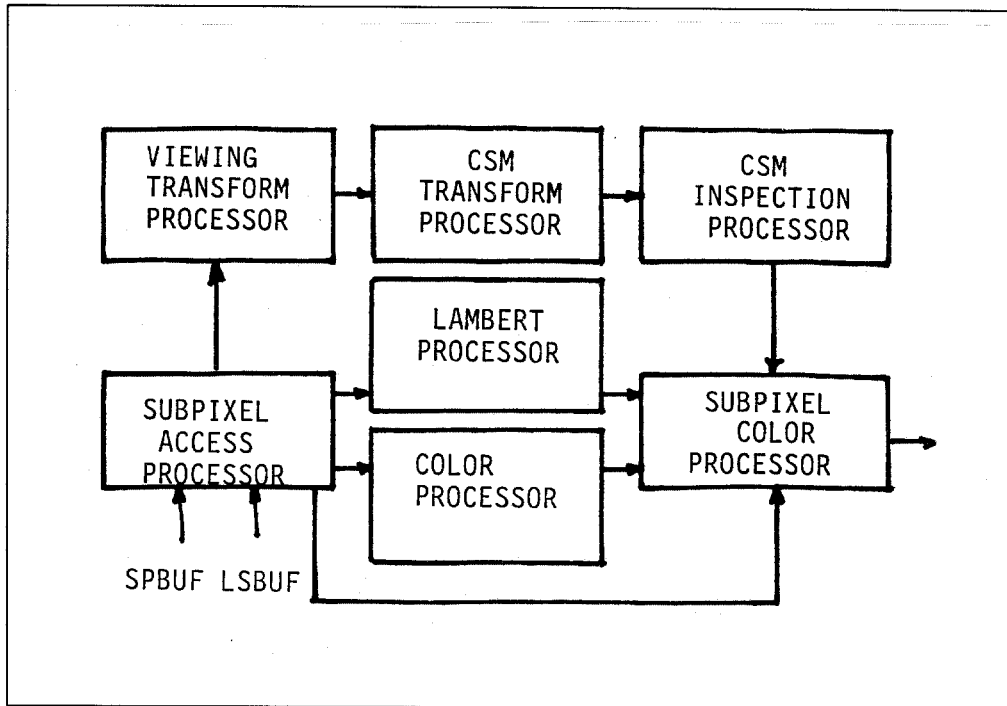 VIEWING
TRANSFORM
PROCESSOR
CSM
TRANSFORM
PROCESSOR
CSM
INSPECTION
PROCESSOR
LAMBERT
PROCESSOR
SUBPIXEL
ACCESS
PROCESSOR
COLOR
PROCESSOR
SUBPIXEL
COLOR
PROCESSOR
SPBUF LSBUF